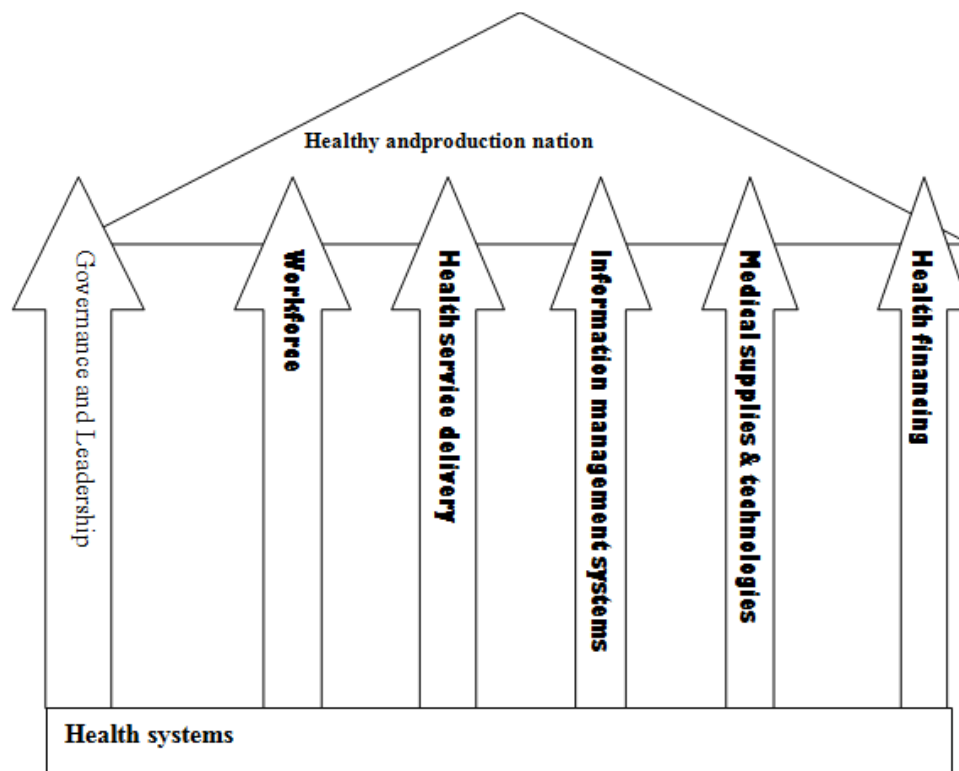 Healthy andproduction nation
Governance and Leadership
Workforce
Health service delivery
Information management systems
Medical supplies & technologies
Health financing
Health systems